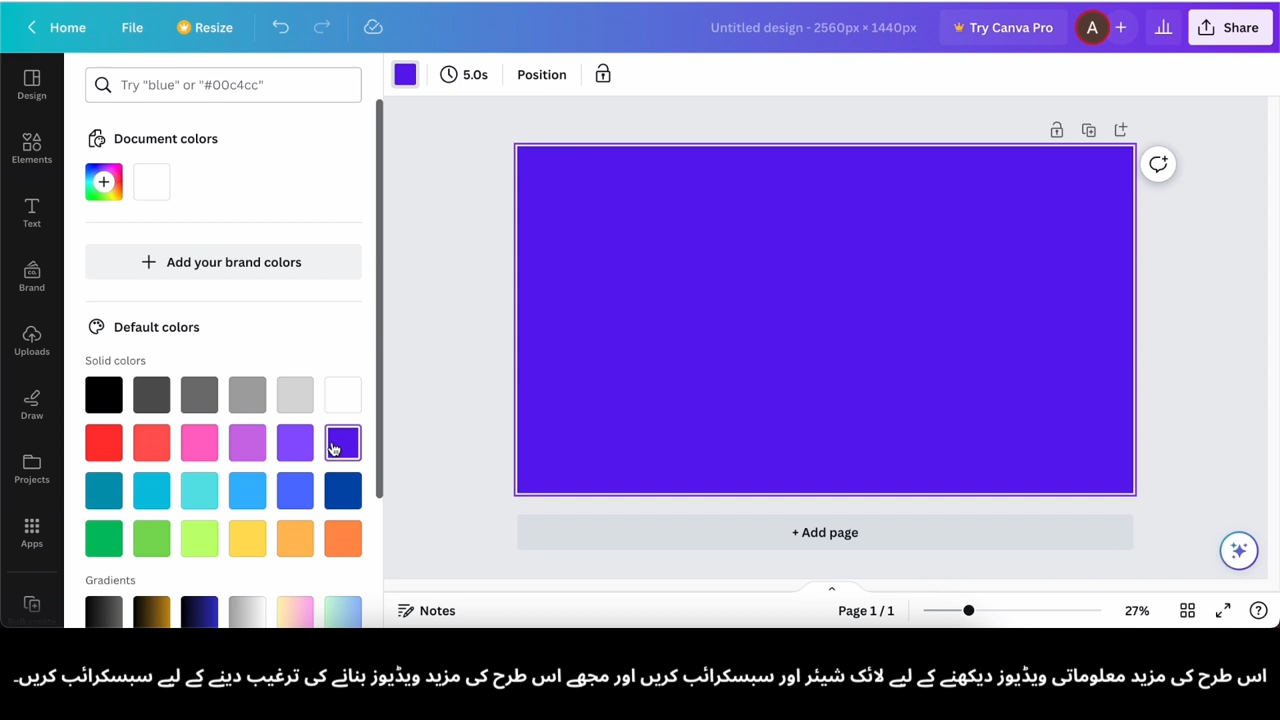 Home File Resize Untitled design - 2560px × 1440px Try Canva Pro A Share
Design
Elements
Text
Brand
Uploads
Draw
Projects
Apps
Try "blue" or "#00c4cc"
Document colors
Add your brand colors
Default colors
Solid colors
Gradients
5.0s Position
+ Add page
Notes Page 1 / 1 27%
اس طرح کی مزید معلوماتی ویڈیوز دیکھنے کے لیے لائک شیئر اور سبسکرائب کریں اور مجھے اس طرح کی مزید ویڈیوز بنانے کی ترغیب دینے کے لیے سبسکرائب کریں۔